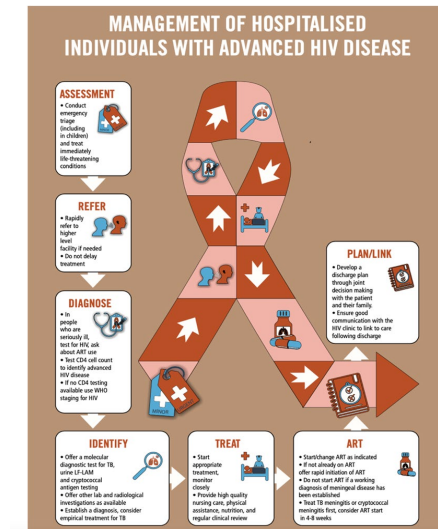 MANAGEMENT OF HOSPITALISED
INDIVIDUALS WITH ADVANCED HIV DISEASE
ASSESSMENT
• Conduct
emergency
triage
(including
in children)
and treat
immediately
life-threatening
conditions
REFER
• Rapidly
refer to
higher
level
facility if needed
• Do not delay
treatment
DIAGNOSE
• In
people
who are
seriously ill,
test for HIV, ask
about ART use
• Test CD4 cell count
to identify advanced
HIV disease
• If no CD4 testing
available use WHO
staging for HIV
IDENTIFY
• Offer a molecular
diagnostic test for TB,
urine LF-LAM
and cryptococcal
antigen testing
• Offer other lab and radiological
investigations as available
• Establish a diagnosis, consider
empirical treatment for TB
TREAT
• Start
appropriate
treatment,
monitor
closely
• Provide high quality
nursing care, physical
assistance, nutrition, and
regular clinical review
ART
• Start/change ART as indicated
• If not already on ART
offer rapid initiation of ART
• Do not start ART if a working
diagnosis of meningeal disease has
been established
• Treat TB meningitis or cryptococcal
meningitis first, consider ART start
in 4-8 weeks
PLAN/LINK
• Develop a
discharge plan
through joint
decision making
with the patient
and their family.
• Ensure good
communication with the
HIV clinic to link to care
following discharge
MINOR